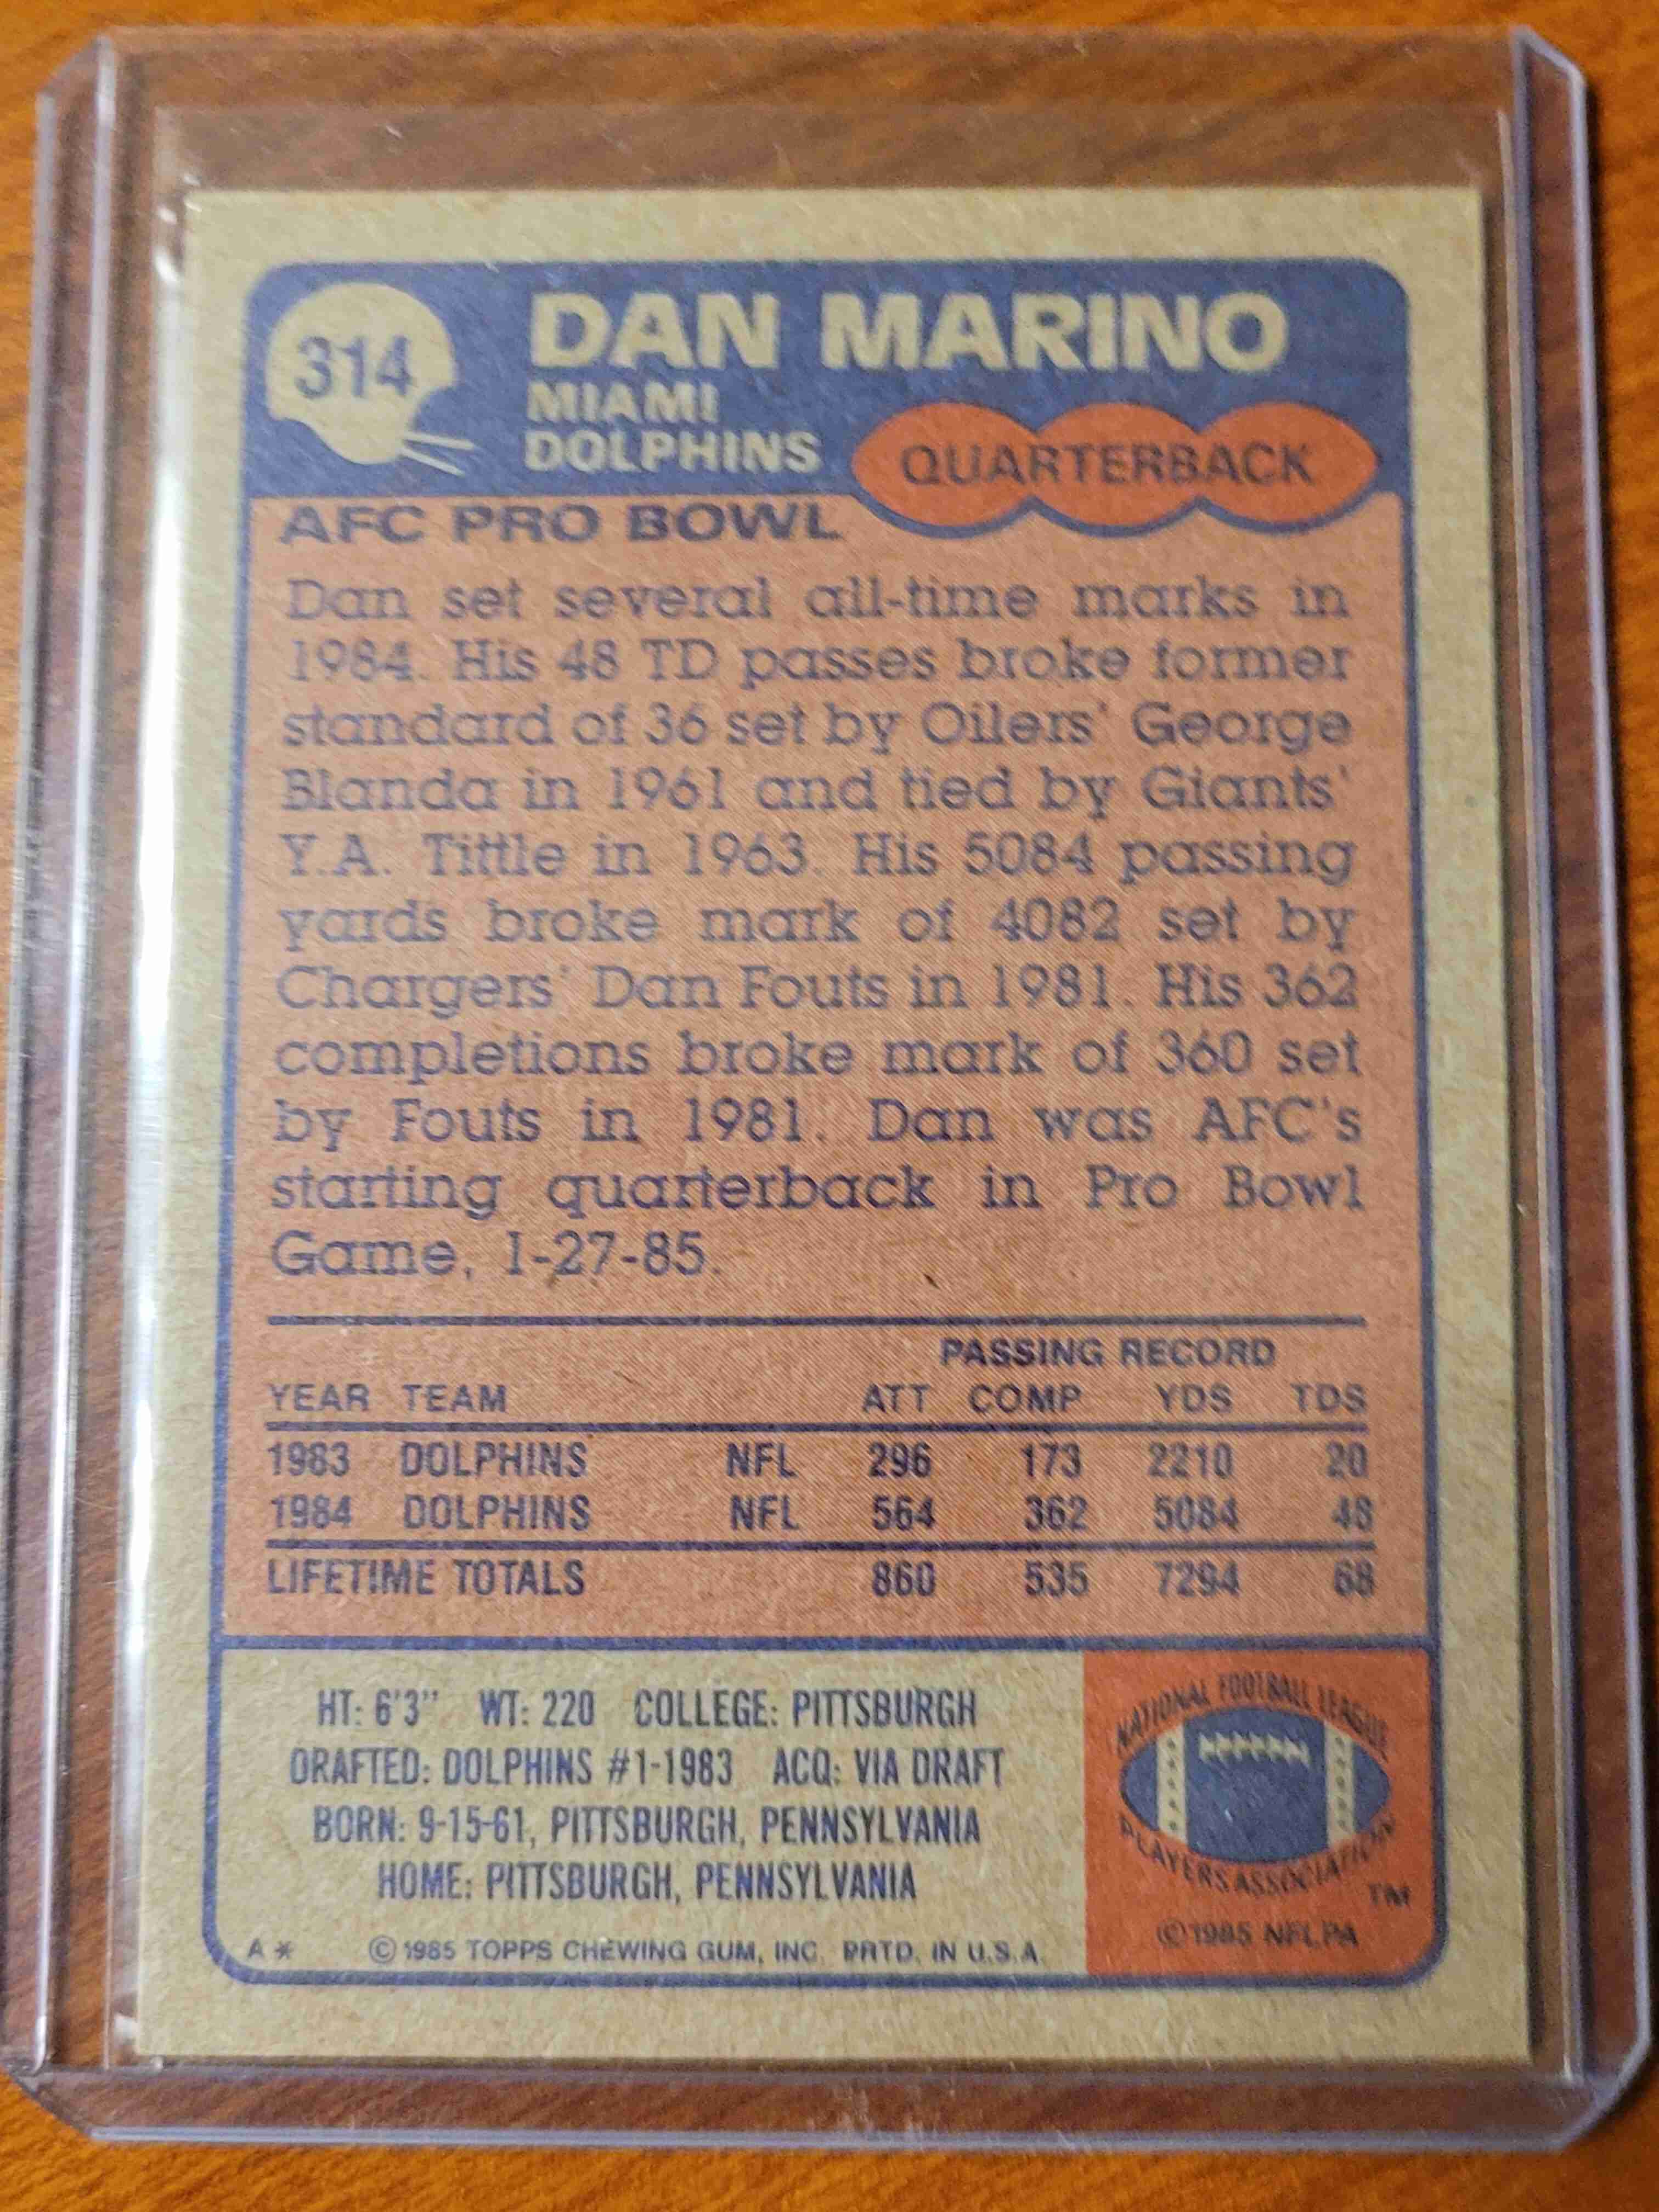 314
DAN MARINO
MIAMI
DOLPHINS
QUARTERBACK
AFC PRO BOWL
Dan set several all-time marks in
1984. His 48 TD passes broke former
standard of 36 set by Oilers' George
Blanda in 1961 and tied by Giants'
Y.A. Tittle in 1963. His 5084 passing
yards broke mark of 4082 set by
Chargers' Dan Fouts in 1981. His 362
completions broke mark of 360 set
by Fouts in 1981. Dan was AFC's
starting quarterback in Pro Bowl
Game, 1-27-85.
PASSING RECORD
YEAR TEAM ATT COMP YDS TDS
1983 DOLPHINS NFL 296 173 2210 20
1984 DOLPHINS NFL 564 362 5084 48
LIFETIME TOTALS 860 535 7294 68
HT: 6'3" WT: 220 COLLEGE: PITTSBURGH
DRAFTED: DOLPHINS #1-1983 ACQ: VIA DRAFT
BORN: 9-15-61, PITTSBURGH, PENNSYLVANIA
HOME: PITTSBURGH, PENNSYLVANIA
A* © 1985 TOPPS CHEWING GUM, INC. PRTD. IN U.S.A.
NATIONAL FOOTBALL LEAGUE
PLAYERS ASSOCIATION
TM
© 1985 NFLPA